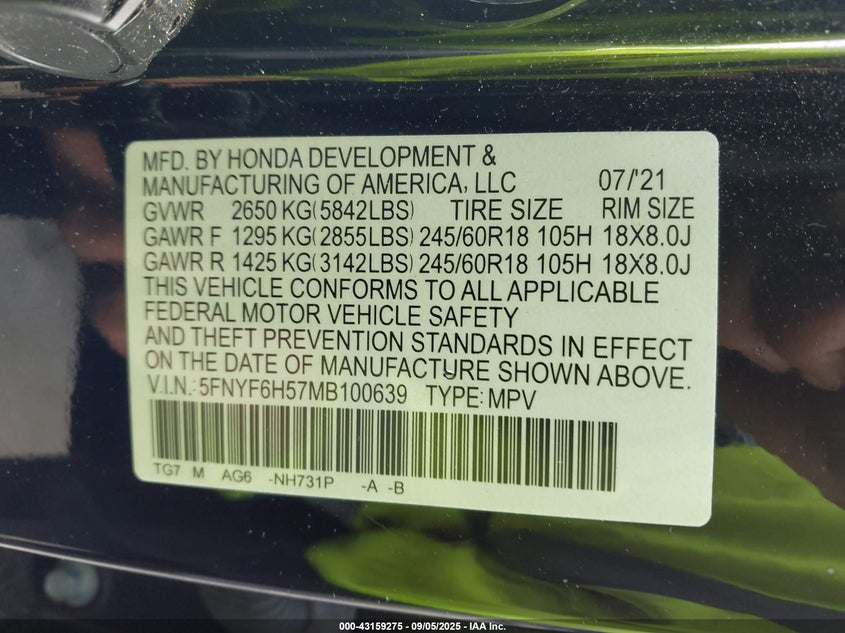 MFD. BY HONDA DEVELOPMENT &
MANUFACTURING OF AMERICA, LLC 07/'21
GVWR 2650 KG(5842LBS) TIRE SIZE RIM SIZE
GAWR F 1295 KG(2855LBS) 245/60R18 105H 18X8.0J
GAWR R 1425 KG(3142LBS) 245/60R18 105H 18X8.0J
THIS VEHICLE CONFORMS TO ALL APPLICABLE
FEDERAL MOTOR VEHICLE SAFETY
AND THEFT PREVENTION STANDARDS IN EFFECT
ON THE DATE OF MANUFACTURE SHOWN ABOVE.
V.I.N.: 5FNYF6H57MB100639 TYPE: MPV
TG7 M AG6 -NH731P -A -B
000-43159275 - 09/05/2025 - IAA Inc.